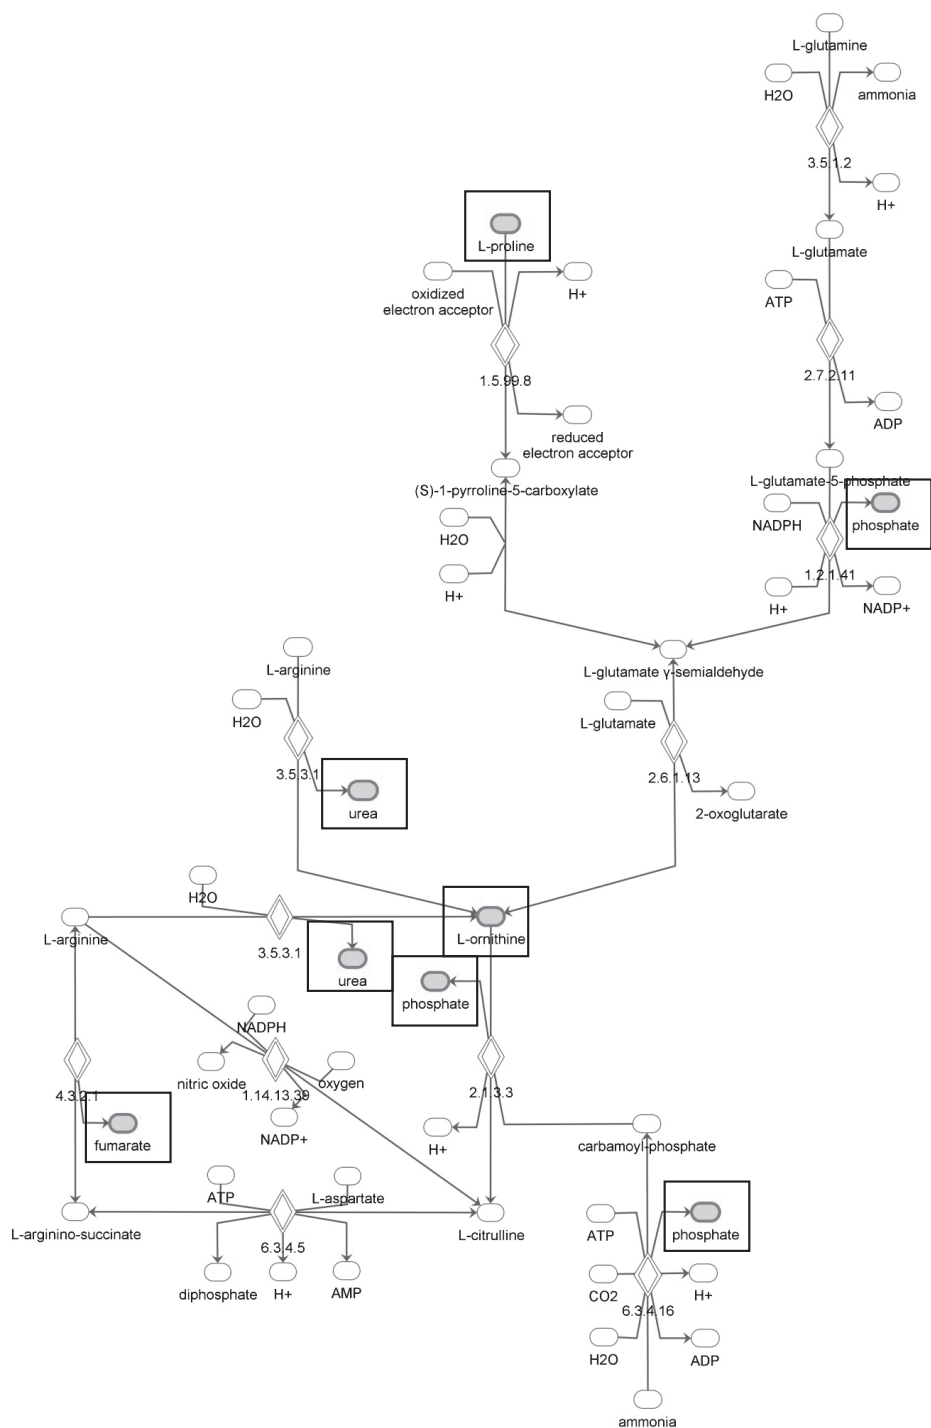 L-glutamine
H2O
ammonia
3.5.1.2
H+
L-proline
L-glutamate
oxidized
electron acceptor
H+
ATP
1.5.99.8
2.7.2.11
ADP
reduced
electron acceptor
L-glutamate-5-phosphate
(S)-1-pyrroline-5-carboxylate
NADPH
phosphate
H2O
1.2.1.41
H+
H+
NADP+
L-arginine
L-glutamate γ-semialdehyde
H2O
L-glutamate
3.5.3.1
2.6.1.13
urea
2-oxoglutarate
H2O
L-arginine
L-ornithine
3.5.3.1
urea
phosphate
NADPH
nitric oxide
oxygen
4.3.2.1
1.14.13.39
2.1.3.3
NADP+
H+
fumarate
carbamoyl-phosphate
ATP
L-aspartate
L-arginino-succinate
L-citrulline
ATP
phosphate
6.3.4.5
diphosphate
H+
AMP
CO2
H+
6.3.4.16
H2O
ADP
ammonia